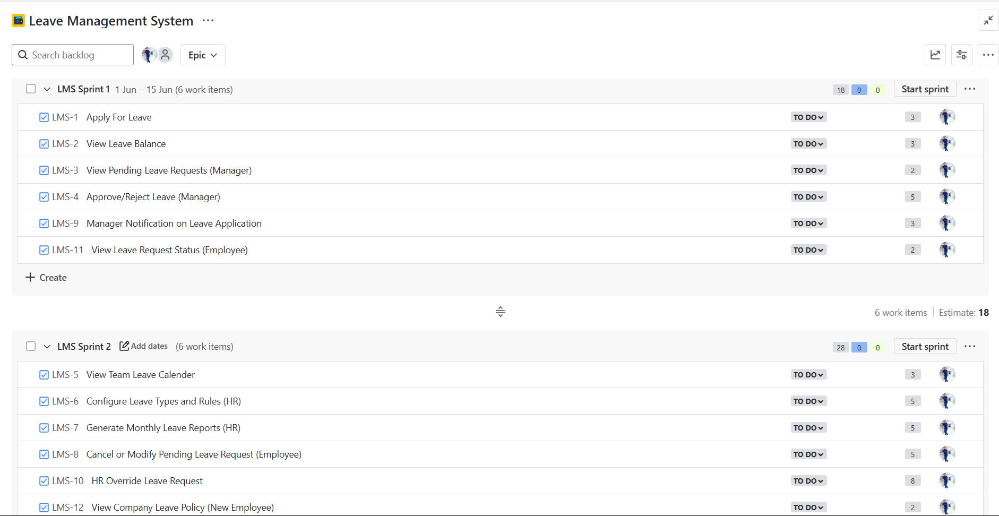 Leave Management System
Search backlog
Epic
LMS Sprint 1 1 Jun – 15 Jun (6 work items) 18 0 0 Start sprint
LMS-1 Apply For Leave TO DO 3
LMS-2 View Leave Balance TO DO 3
LMS-3 View Pending Leave Requests (Manager) TO DO 2
LMS-4 Approve/Reject Leave (Manager) TO DO 5
LMS-9 Manager Notification on Leave Application TO DO 3
LMS-11 View Leave Request Status (Employee) TO DO 2
Create
6 work items Estimate: 18
LMS Sprint 2 Add dates (6 work items) 28 0 0 Start sprint
LMS-5 View Team Leave Calender TO DO 3
LMS-6 Configure Leave Types and Rules (HR) TO DO 5
LMS-7 Generate Monthly Leave Reports (HR) TO DO 5
LMS-8 Cancel or Modify Pending Leave Request (Employee) TO DO 5
LMS-10 HR Override Leave Request TO DO 8
LMS-12 View Company Leave Policy (New Employee) TO DO 2